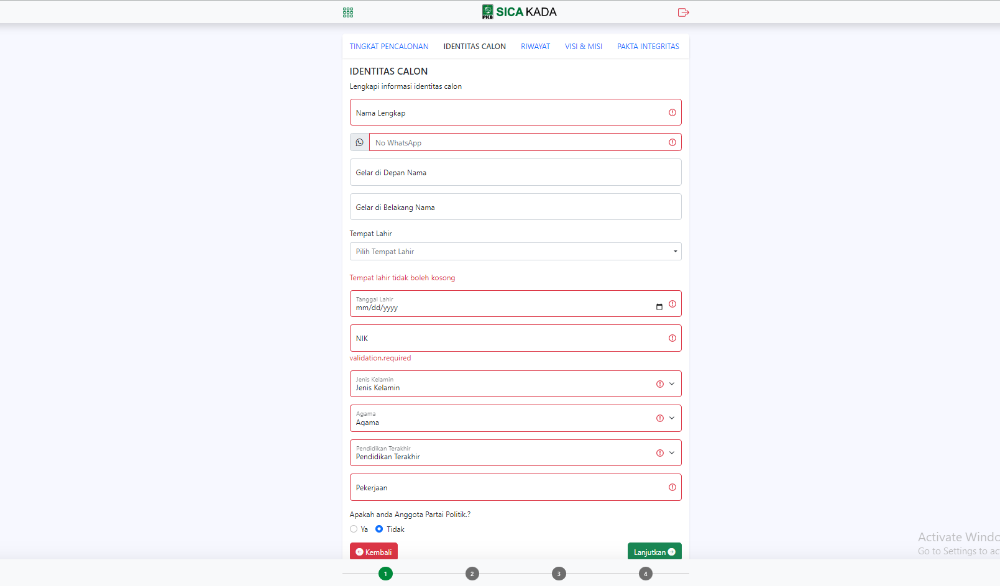 PKB SICA KADA
TINGKAT PENCALONAN IDENTITAS CALON RIWAYAT VISI & MISI PAKTA INTEGRITAS
IDENTITAS CALON
Lengkapi informasi identitas calon
Nama Lengkap
No WhatsApp
Gelar di Depan Nama
Gelar di Belakang Nama
Tempat Lahir
Pilih Tempat Lahir
Tempat lahir tidak boleh kosong
Tanggal Lahir
mm/dd/yyyy
NIK
validation.required
Jenis Kelamin
Jenis Kelamin
Agama
Agama
Pendidikan Terakhir
Pendidikan Terakhir
Pekerjaan
Apakah anda Anggota Partai Politik.?
Ya Tidak
Kembali Lanjutkan
1 2 3 4
Activate Windo
Go to Settings to ac